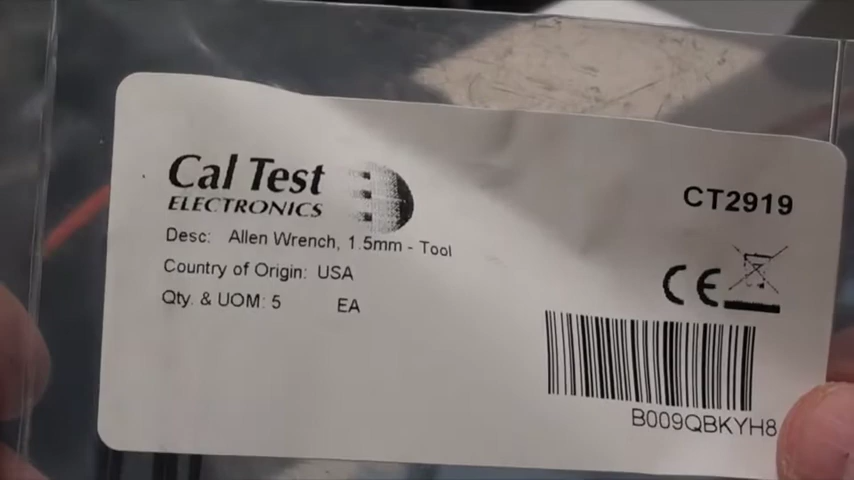 Cal Test
ELECTRONICS
CT2919
Desc: Allen Wrench, 1.5mm - Tool
Country of Origin: USA
Qty. & UOM: 5 EA
CE
B009QBKYH8